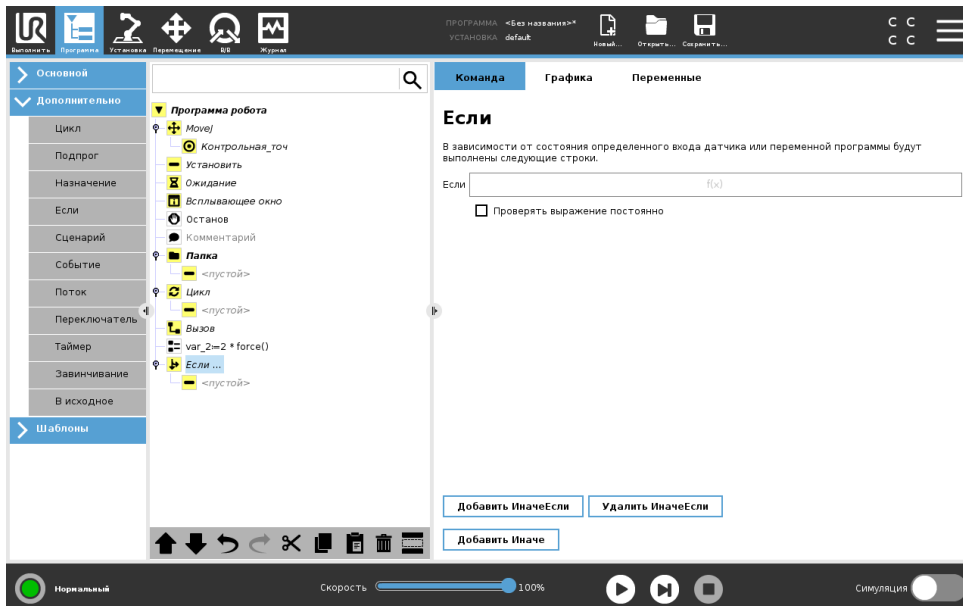 UR
Выполнить
Программа
Установка
Перемещение
В/В
Журнал
ПРОГРАММА <Без названия>*
УСТАНОВКА default
Новый...
Открыть...
Сохранить...
C C
C C
Основной
Дополнительно
Цикл
Подпрог
Назначение
Если
Сценарий
Событие
Поток
Переключатель
Таймер
Завинчивание
В исходное
Шаблоны
Программа робота
MoveJ
Контрольная_точ
Установить
Ожидание
Всплывающее окно
Останов
Комментарий
Папка
<пустой>
Цикл
<пустой>
Вызов
var_2≔2 * force()
Если ...
<пустой>
Команда
Графика
Переменные
Если
В зависимости от состояния определенного входа датчика или переменной программы будут
выполнены следующие строки.
Если
f(x)
Проверять выражение постоянно
Добавить ИначеЕсли
Удалить ИначеЕсли
Добавить Иначе
Нормальный
Скорость
100%
Симуляция